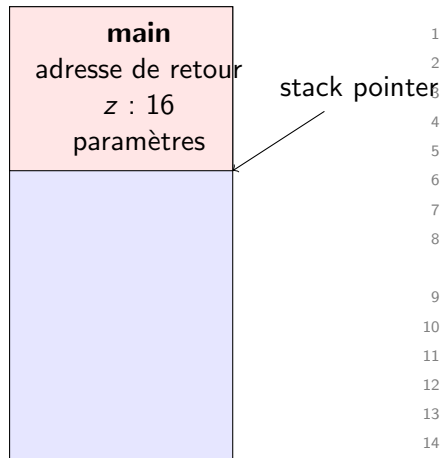 main
adresse de retour
z : 16
paramètres
stack pointer
1
2
3
4
5
6
7
8
9
10
11
12
13
14